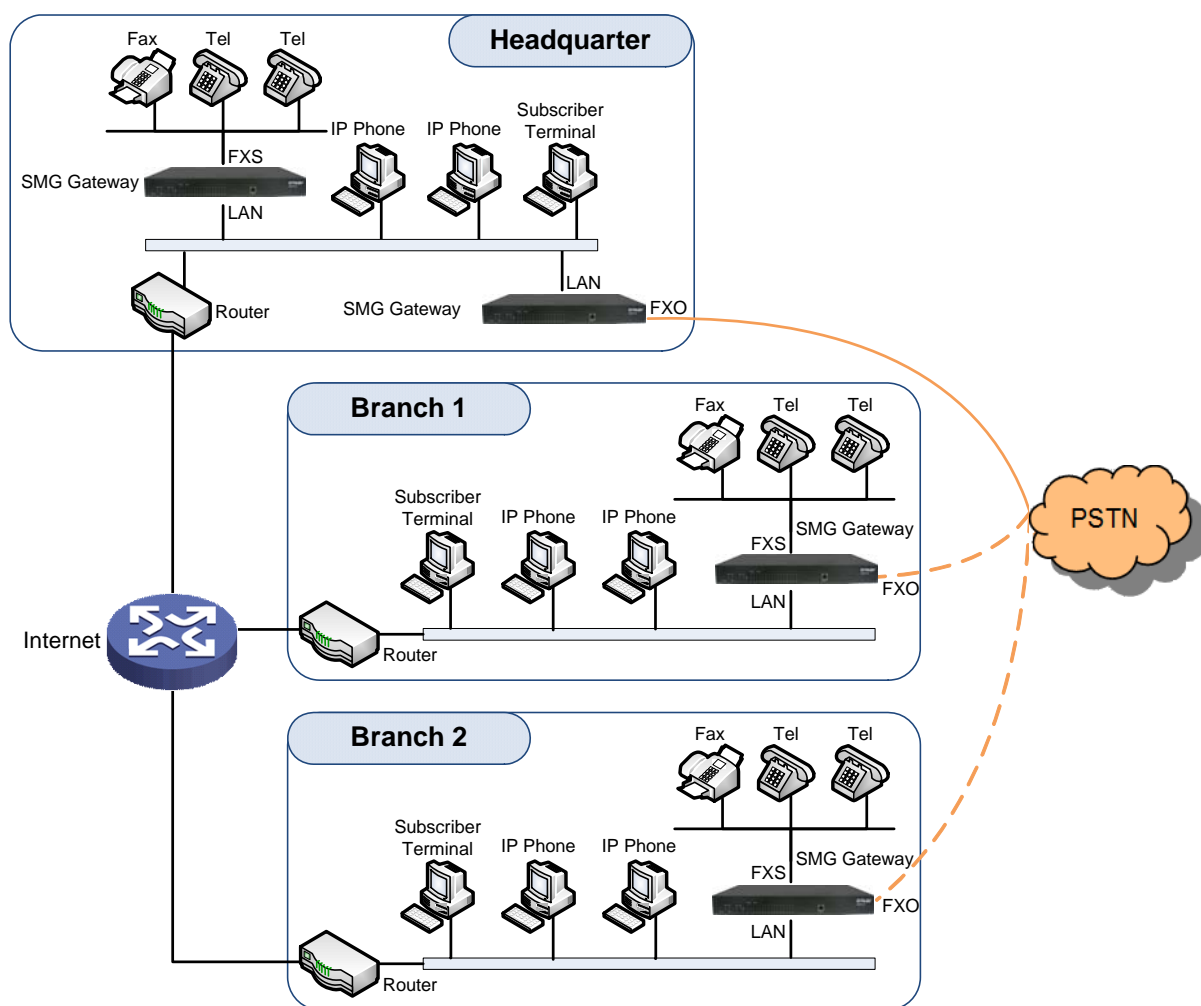 Headquarter
Fax
Tel
Tel
IP Phone
IP Phone
Subscriber
Terminal
FXS
SMG Gateway
LAN
LAN
Router
SMG Gateway
FXO
Branch 1
Fax
Tel
Tel
Subscriber
Terminal
IP Phone
IP Phone
SMG Gateway
FXS
FXO
LAN
Router
PSTN
Internet
Branch 2
Fax
Tel
Tel
Subscriber
Terminal
IP Phone
IP Phone
SMG Gateway
FXS
FXO
LAN
Router